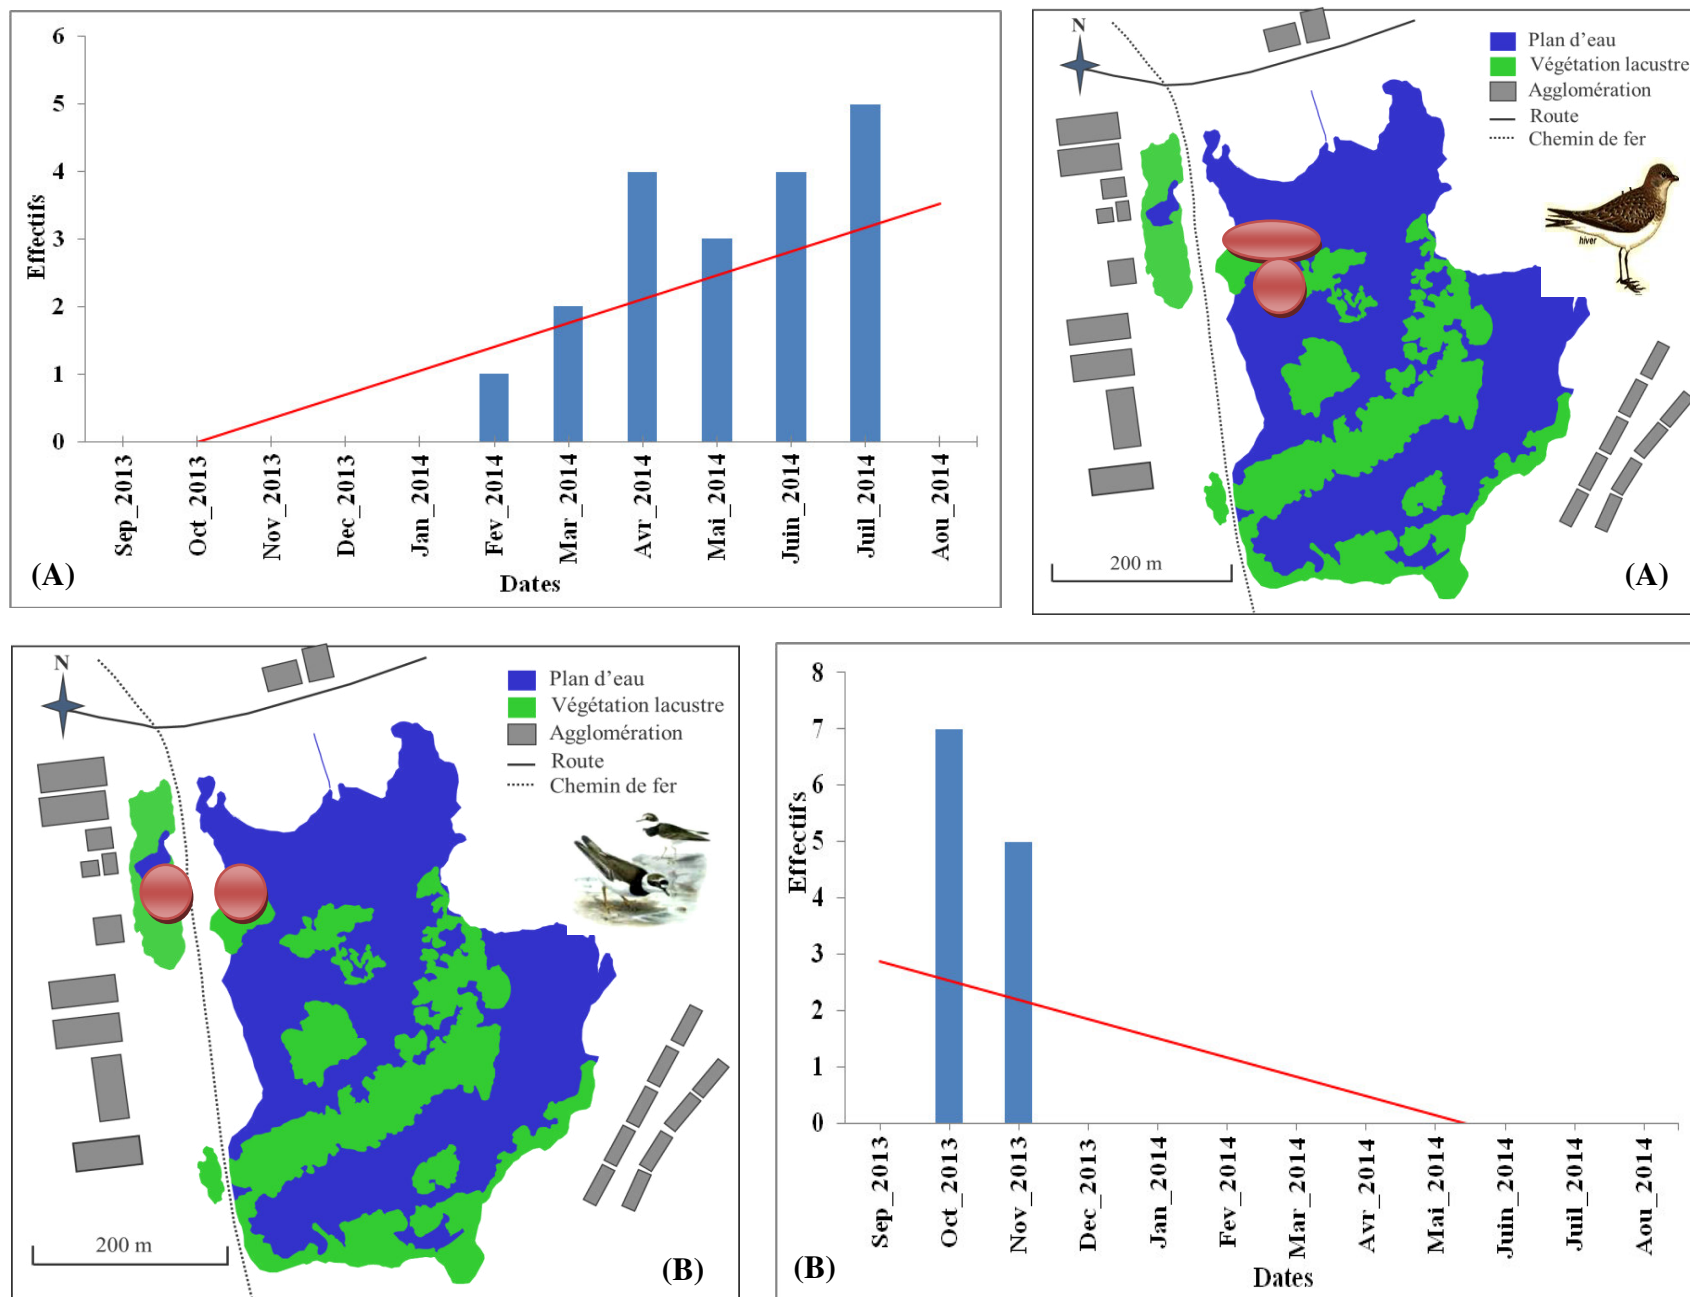 6
5
4
3
2
1
0
Effectifs
Sep_2013
Oct_2013
Nov_2013
Dec_2013
Jan_2014
Fev_2014
Mar_2014
Avr_2014
Mai_2014
Juin_2014
Juil_2014
Aou_2014
Dates
(A)
N
Plan d'eau
Végétation lacustre
Agglomération
Route
Chemin de fer
hiver
200 m
(A)
N
Plan d'eau
Végétation lacustre
Agglomération
Route
Chemin de fer
200 m
(B)
8
7
6
5
4
3
2
1
0
Effectifs
Sep_2013
Oct_2013
Nov_2013
Dec_2013
Jan_2014
Fev_2014
Mar_2014
Avr_2014
Mai_2014
Juin_2014
Juil_2014
Aou_2014
Dates
(B)